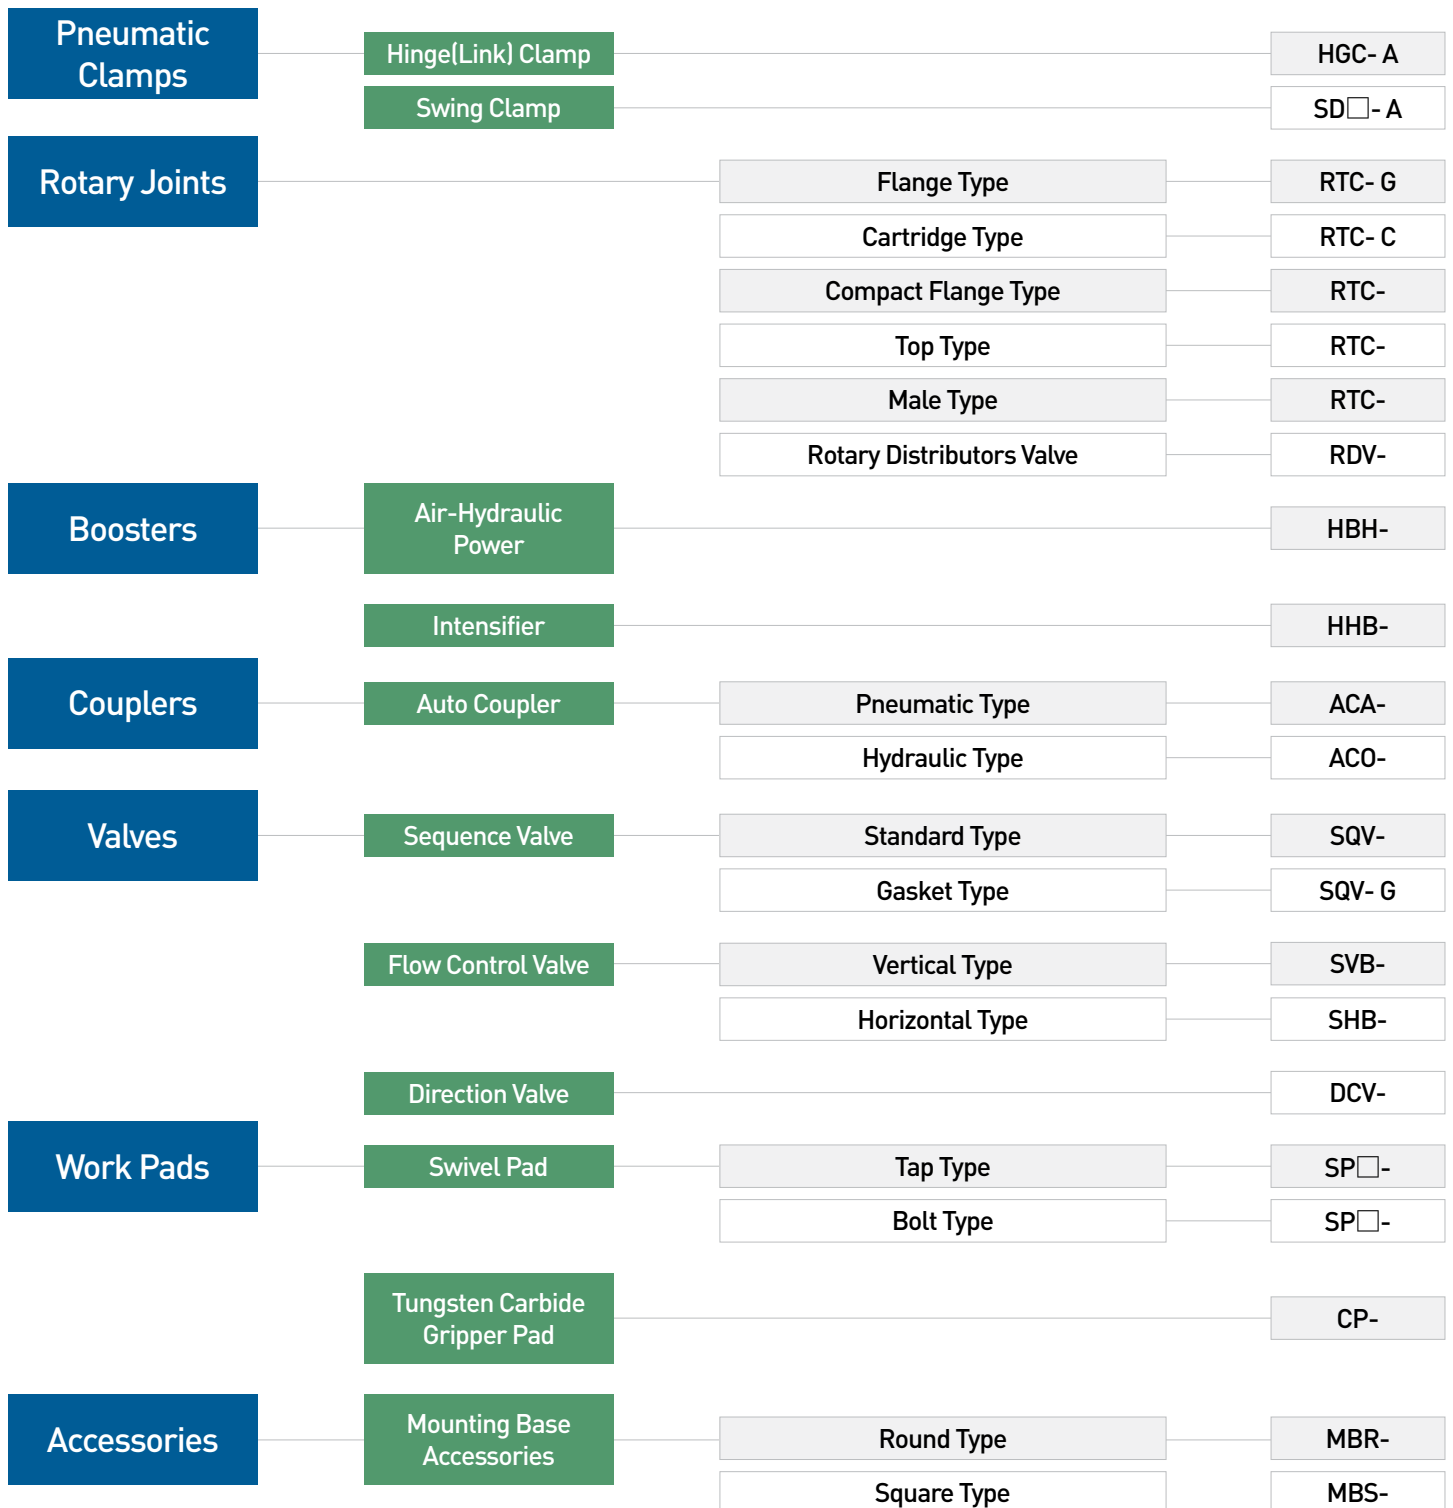 Pneumatic
Clamps
Hinge(Link) Clamp
HGC- A
Swing Clamp
SD□- A
Rotary Joints
Flange Type
RTC- G
Cartridge Type
RTC- C
Compact Flange Type
RTC-
Top Type
RTC-
Male Type
RTC-
Rotary Distributors Valve
RDV-
Boosters
Air-Hydraulic
Power
HBH-
Intensifier
HHB-
Couplers
Auto Coupler
Pneumatic Type
ACA-
Hydraulic Type
ACO-
Valves
Sequence Valve
Standard Type
SQV-
Gasket Type
SQV- G
Flow Control Valve
Vertical Type
SVB-
Horizontal Type
SHB-
Direction Valve
DCV-
Work Pads
Swivel Pad
Tap Type
SP□-
Bolt Type
SP□-
Tungsten Carbide
Gripper Pad
CP-
Accessories
Mounting Base
Accessories
Round Type
MBR-
Square Type
MBS-